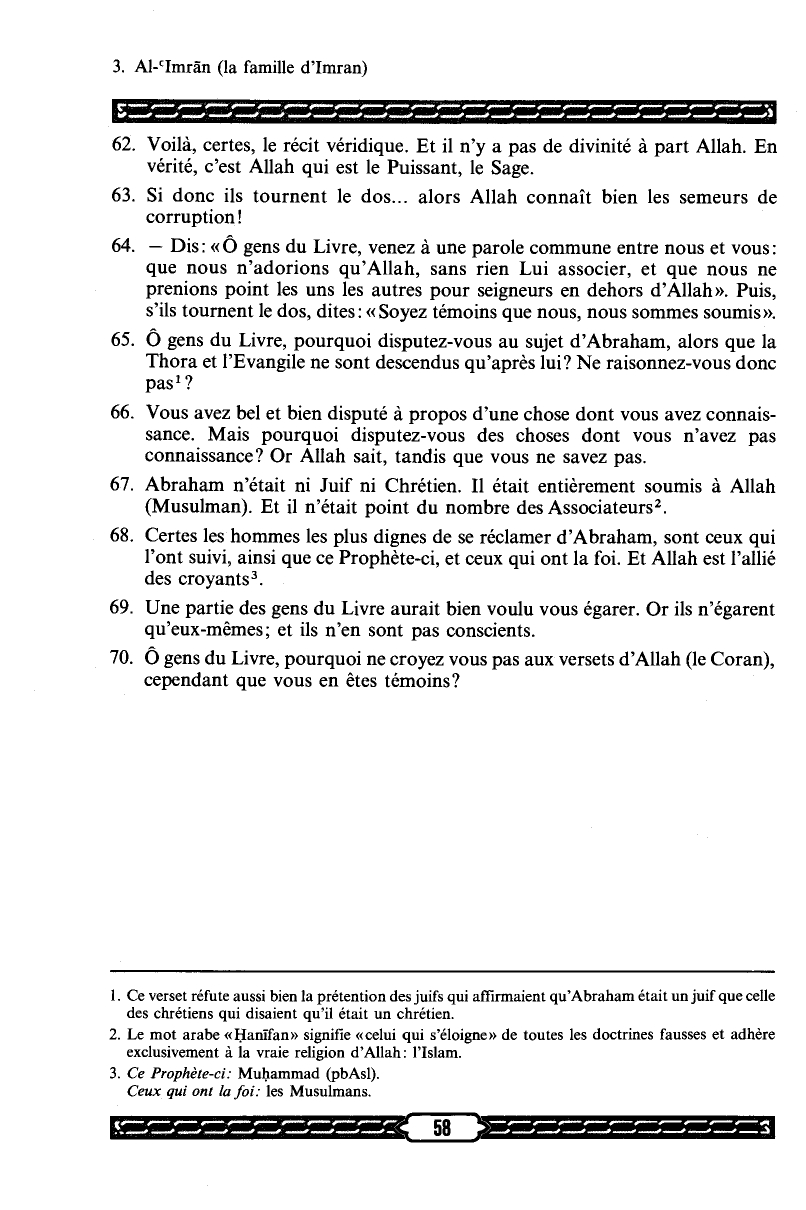 3. Al-ʿImrān (la famille d’Imran)
62. Voilà, certes, le récit véridique. Et il n’y a pas de divinité à part Allah. En
vérité, c’est Allah qui est le Puissant, le Sage.
63. Si donc ils tournent le dos... alors Allah connaît bien les semeurs de
corruption!
64. — Dis: «Ô gens du Livre, venez à une parole commune entre nous et vous:
que nous n’adorions qu’Allah, sans rien Lui associer, et que nous ne
prenions point les uns les autres pour seigneurs en dehors d’Allah». Puis,
s’ils tournent le dos, dites: «Soyez témoins que nous, nous sommes soumis».
65. Ô gens du Livre, pourquoi disputez-vous au sujet d’Abraham, alors que la
Thora et l’Evangile ne sont descendus qu’après lui? Ne raisonnez-vous donc
pas¹?
66. Vous avez bel et bien disputé à propos d’une chose dont vous avez connais-
sance. Mais pourquoi disputez-vous des choses dont vous n’avez pas
connaissance? Or Allah sait, tandis que vous ne savez pas.
67. Abraham n’était ni Juif ni Chrétien. Il était entièrement soumis à Allah
(Musulman). Et il n’était point du nombre des Associateurs².
68. Certes les hommes les plus dignes de se réclamer d’Abraham, sont ceux qui
l’ont suivi, ainsi que ce Prophète-ci, et ceux qui ont la foi. Et Allah est l’allié
des croyants³.
69. Une partie des gens du Livre aurait bien voulu vous égarer. Or ils n’égarent
qu’eux-mêmes; et ils n’en sont pas conscients.
70. Ô gens du Livre, pourquoi ne croyez vous pas aux versets d’Allah (le Coran),
cependant que vous en êtes témoins?
1. Ce verset réfute aussi bien la prétention des juifs qui affirmaient qu’Abraham était un juif que celle
des chrétiens qui disaient qu’il était un chrétien.
2. Le mot arabe «Ḥanīfan» signifie «celui qui s’éloigne» de toutes les doctrines fausses et adhère
exclusivement à la vraie religion d’Allah: l’Islam.
3. Ce Prophète-ci: Muḥammad (pbAsl).
Ceux qui ont la foi: les Musulmans.
58